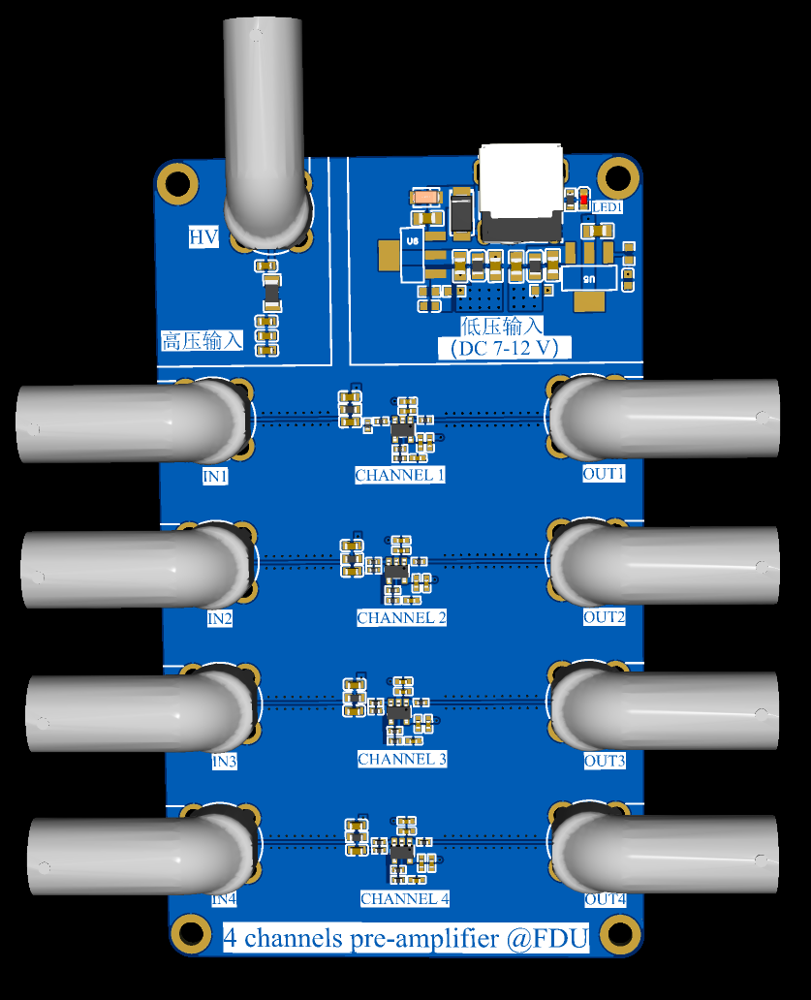 LED1
HV
U6
U5
高压输入
低压输入
(DC 7-12 V)
IN1
CHANNEL 1
OUT1
IN2
CHANNEL 2
OUT2
IN3
CHANNEL 3
OUT3
IN4
CHANNEL 4
OUT4
4 channels pre-amplifier @FDU